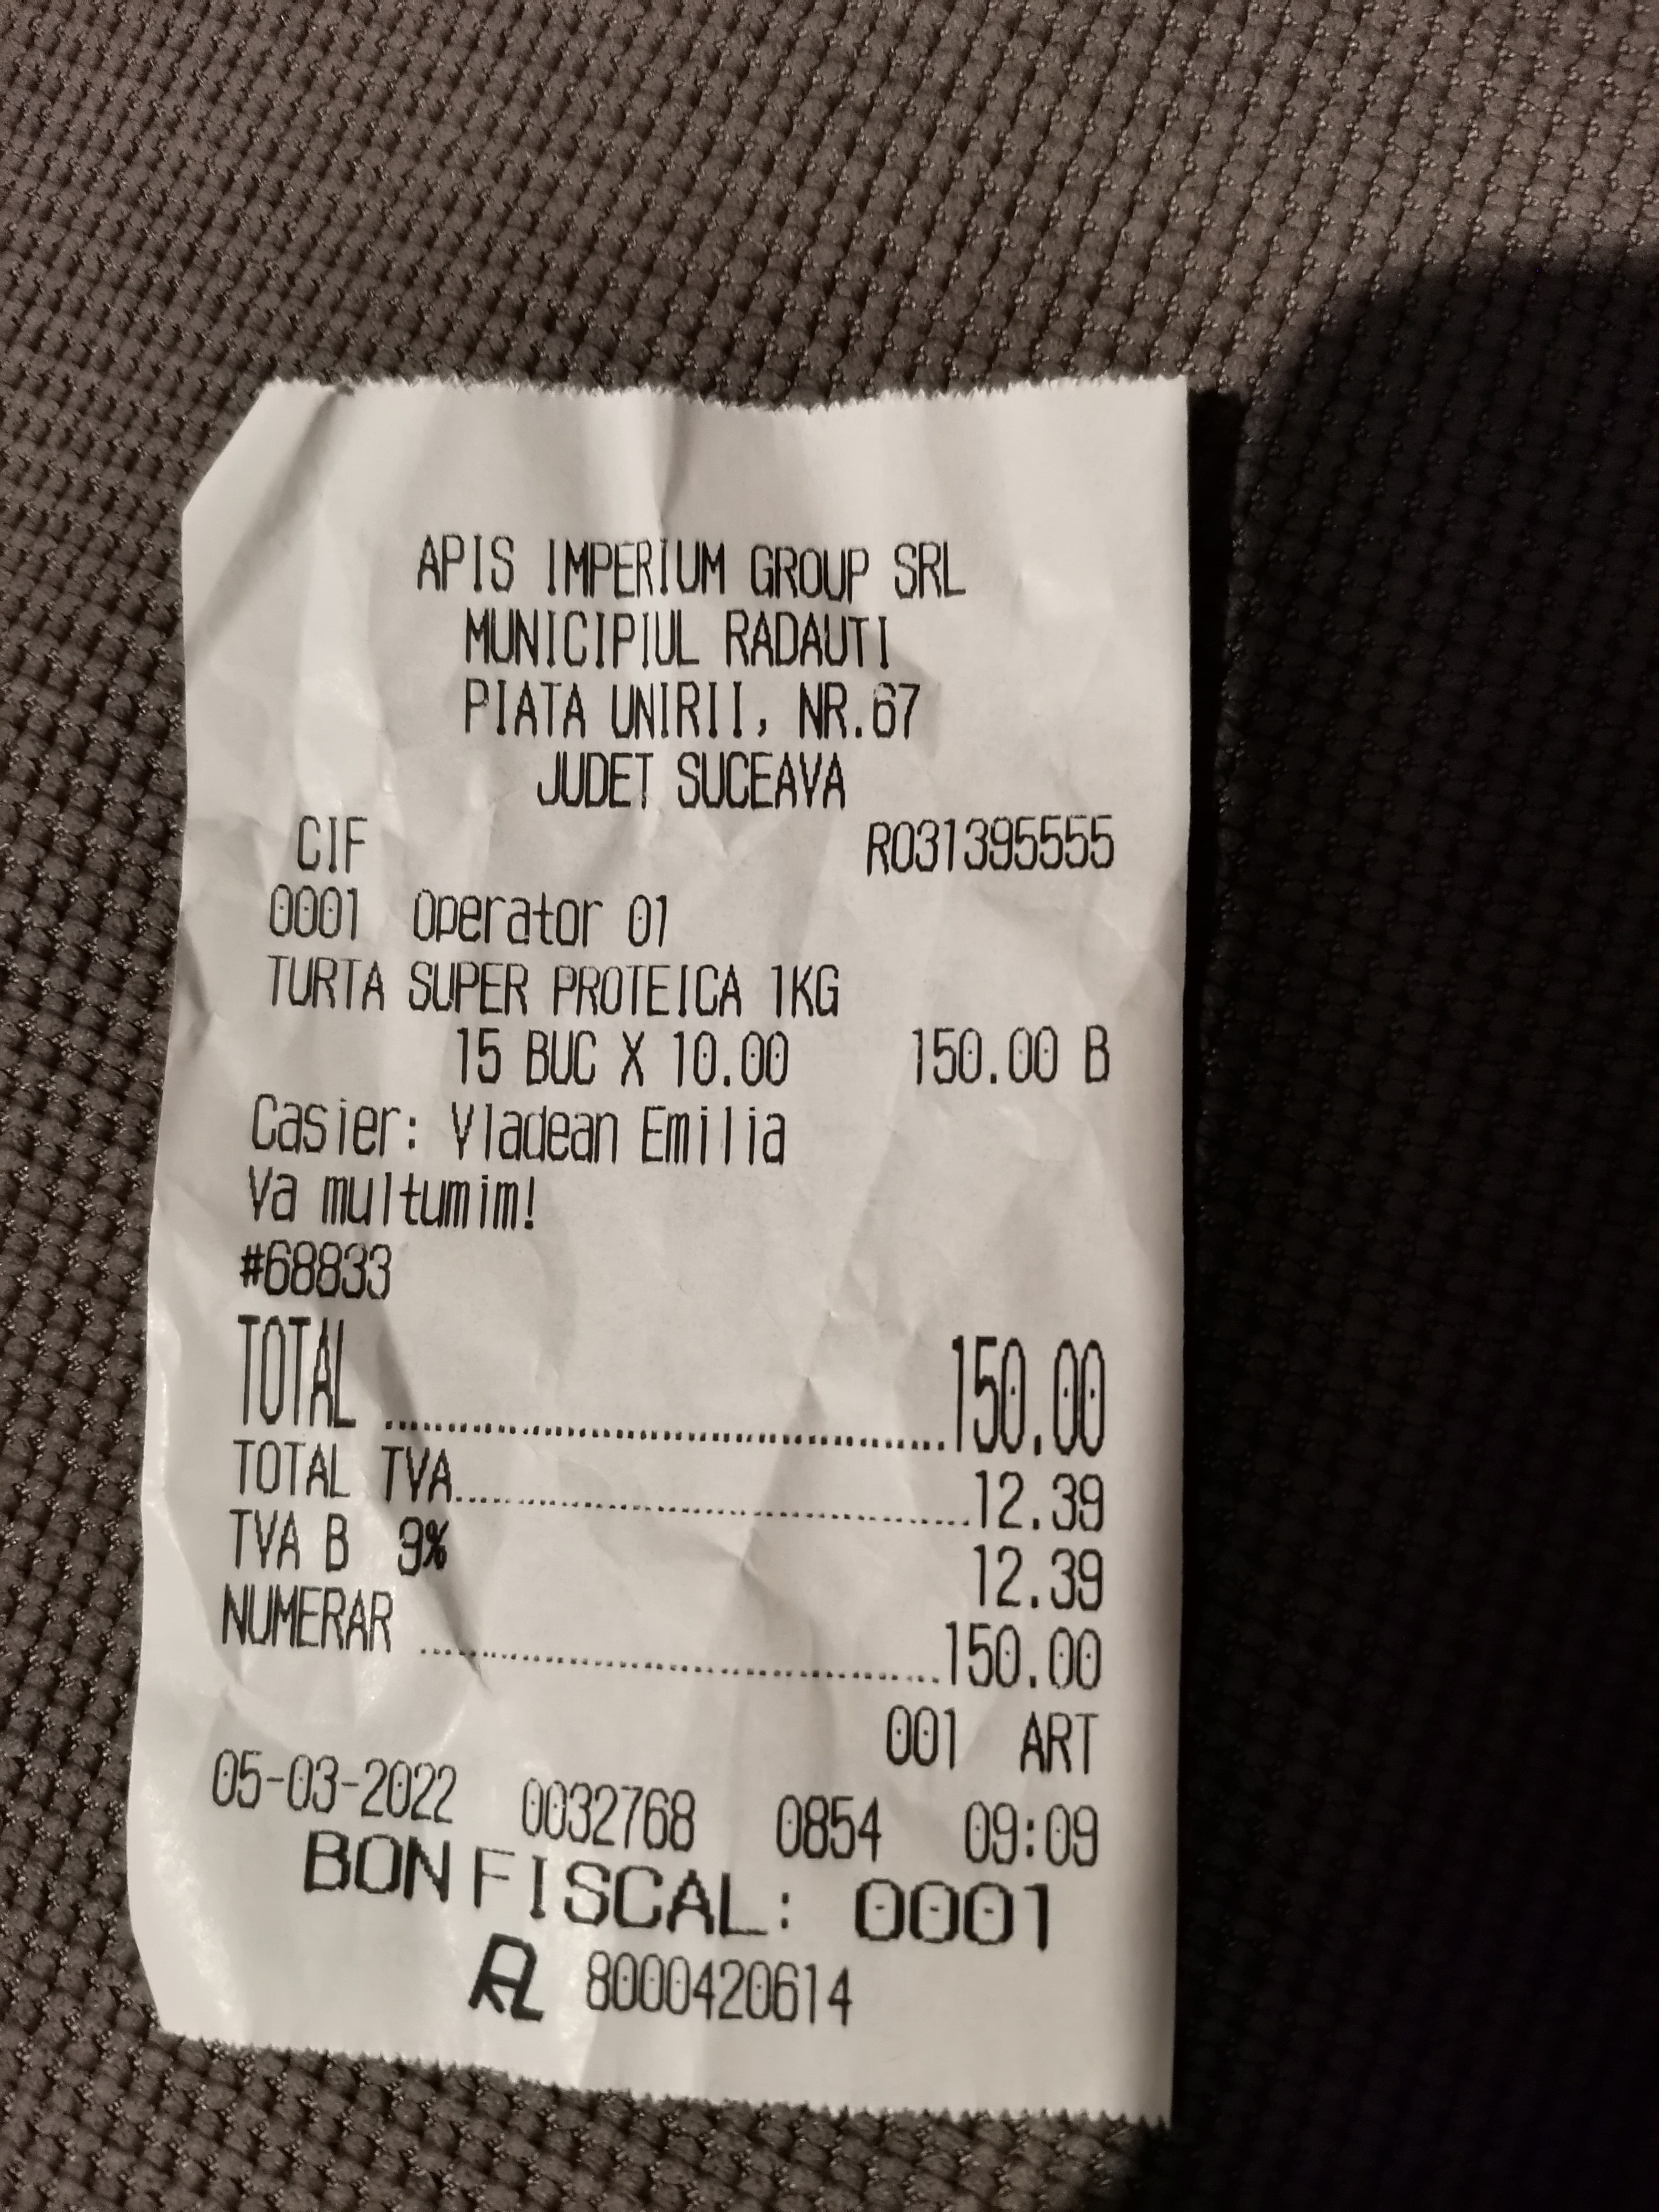 APIS IMPERIUM GROUP SRL
MUNICIPIUL RADAUTI
PIATA UNIRII, NR.67
JUDET SUCEAVA
CIF RO31395555
0001 Operator 01
TURTA SUPER PROTEICA 1KG
15 BUC X 10.00 150.00 B
Casier: Vladean Emilia
Va multumim!
#68833
TOTAL ........................................150.00
TOTAL TVA........................................12.39
TVA B 9% 12.39
NUMERAR ........................................150.00
001 ART
05-03-2022 0032768 0854 09:09
BON FISCAL: 0001
8000420614